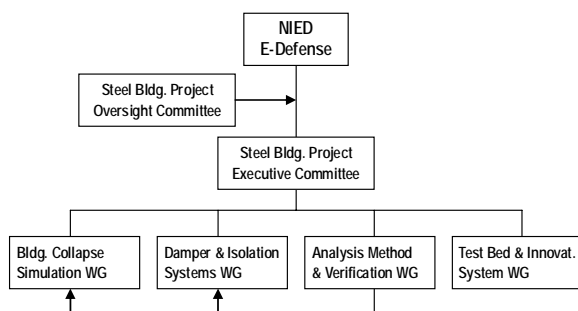 NIED
E-Defense
Steel Bldg. Project
Oversight Committee
Steel Bldg. Project
Executive Committee
Bldg. Collapse
Simulation WG
Damper & Isolation
Systems WG
Analysis Method
& Verification WG
Test Bed & Innovat.
System WG